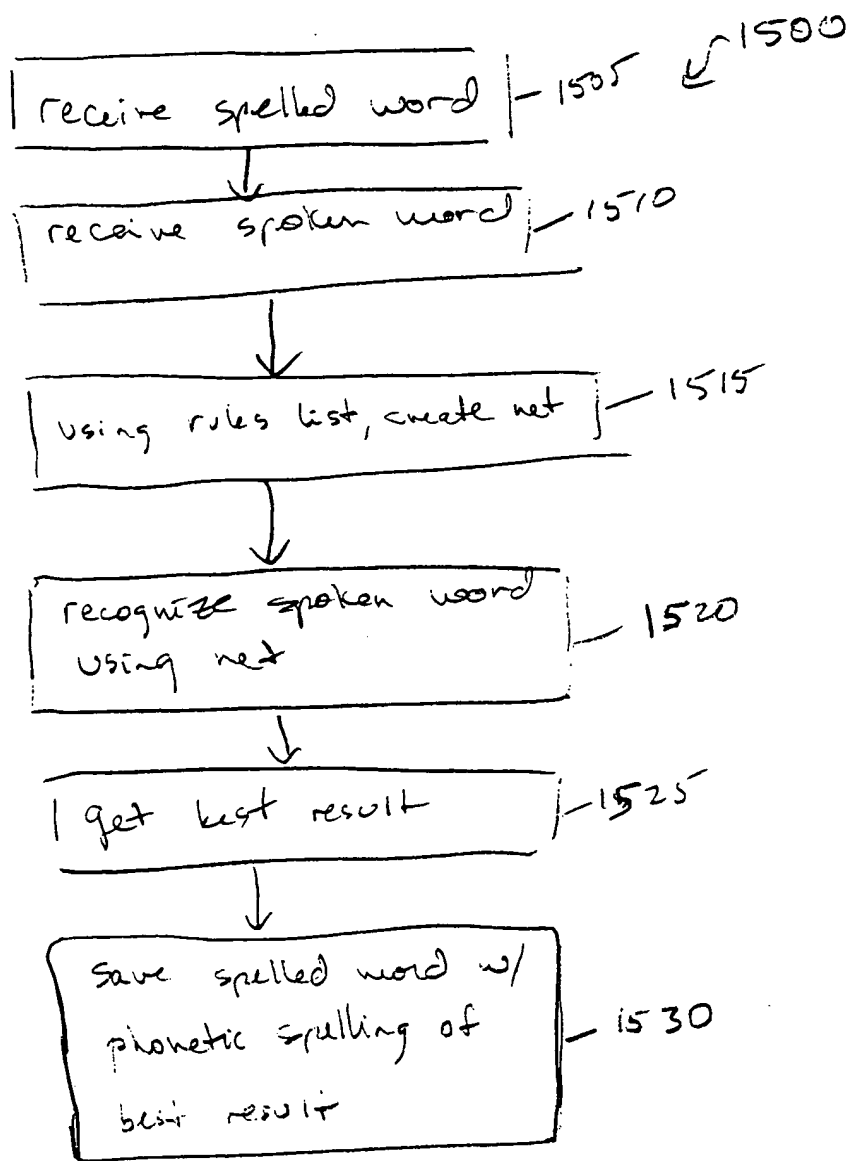 1500
receive spelled word
1505
receive spoken word
1510
using rules list, create net
1515
recognize spoken word
using net
1520
get best result
1525
save spelled word w/
phonetic spelling of
best result
1530